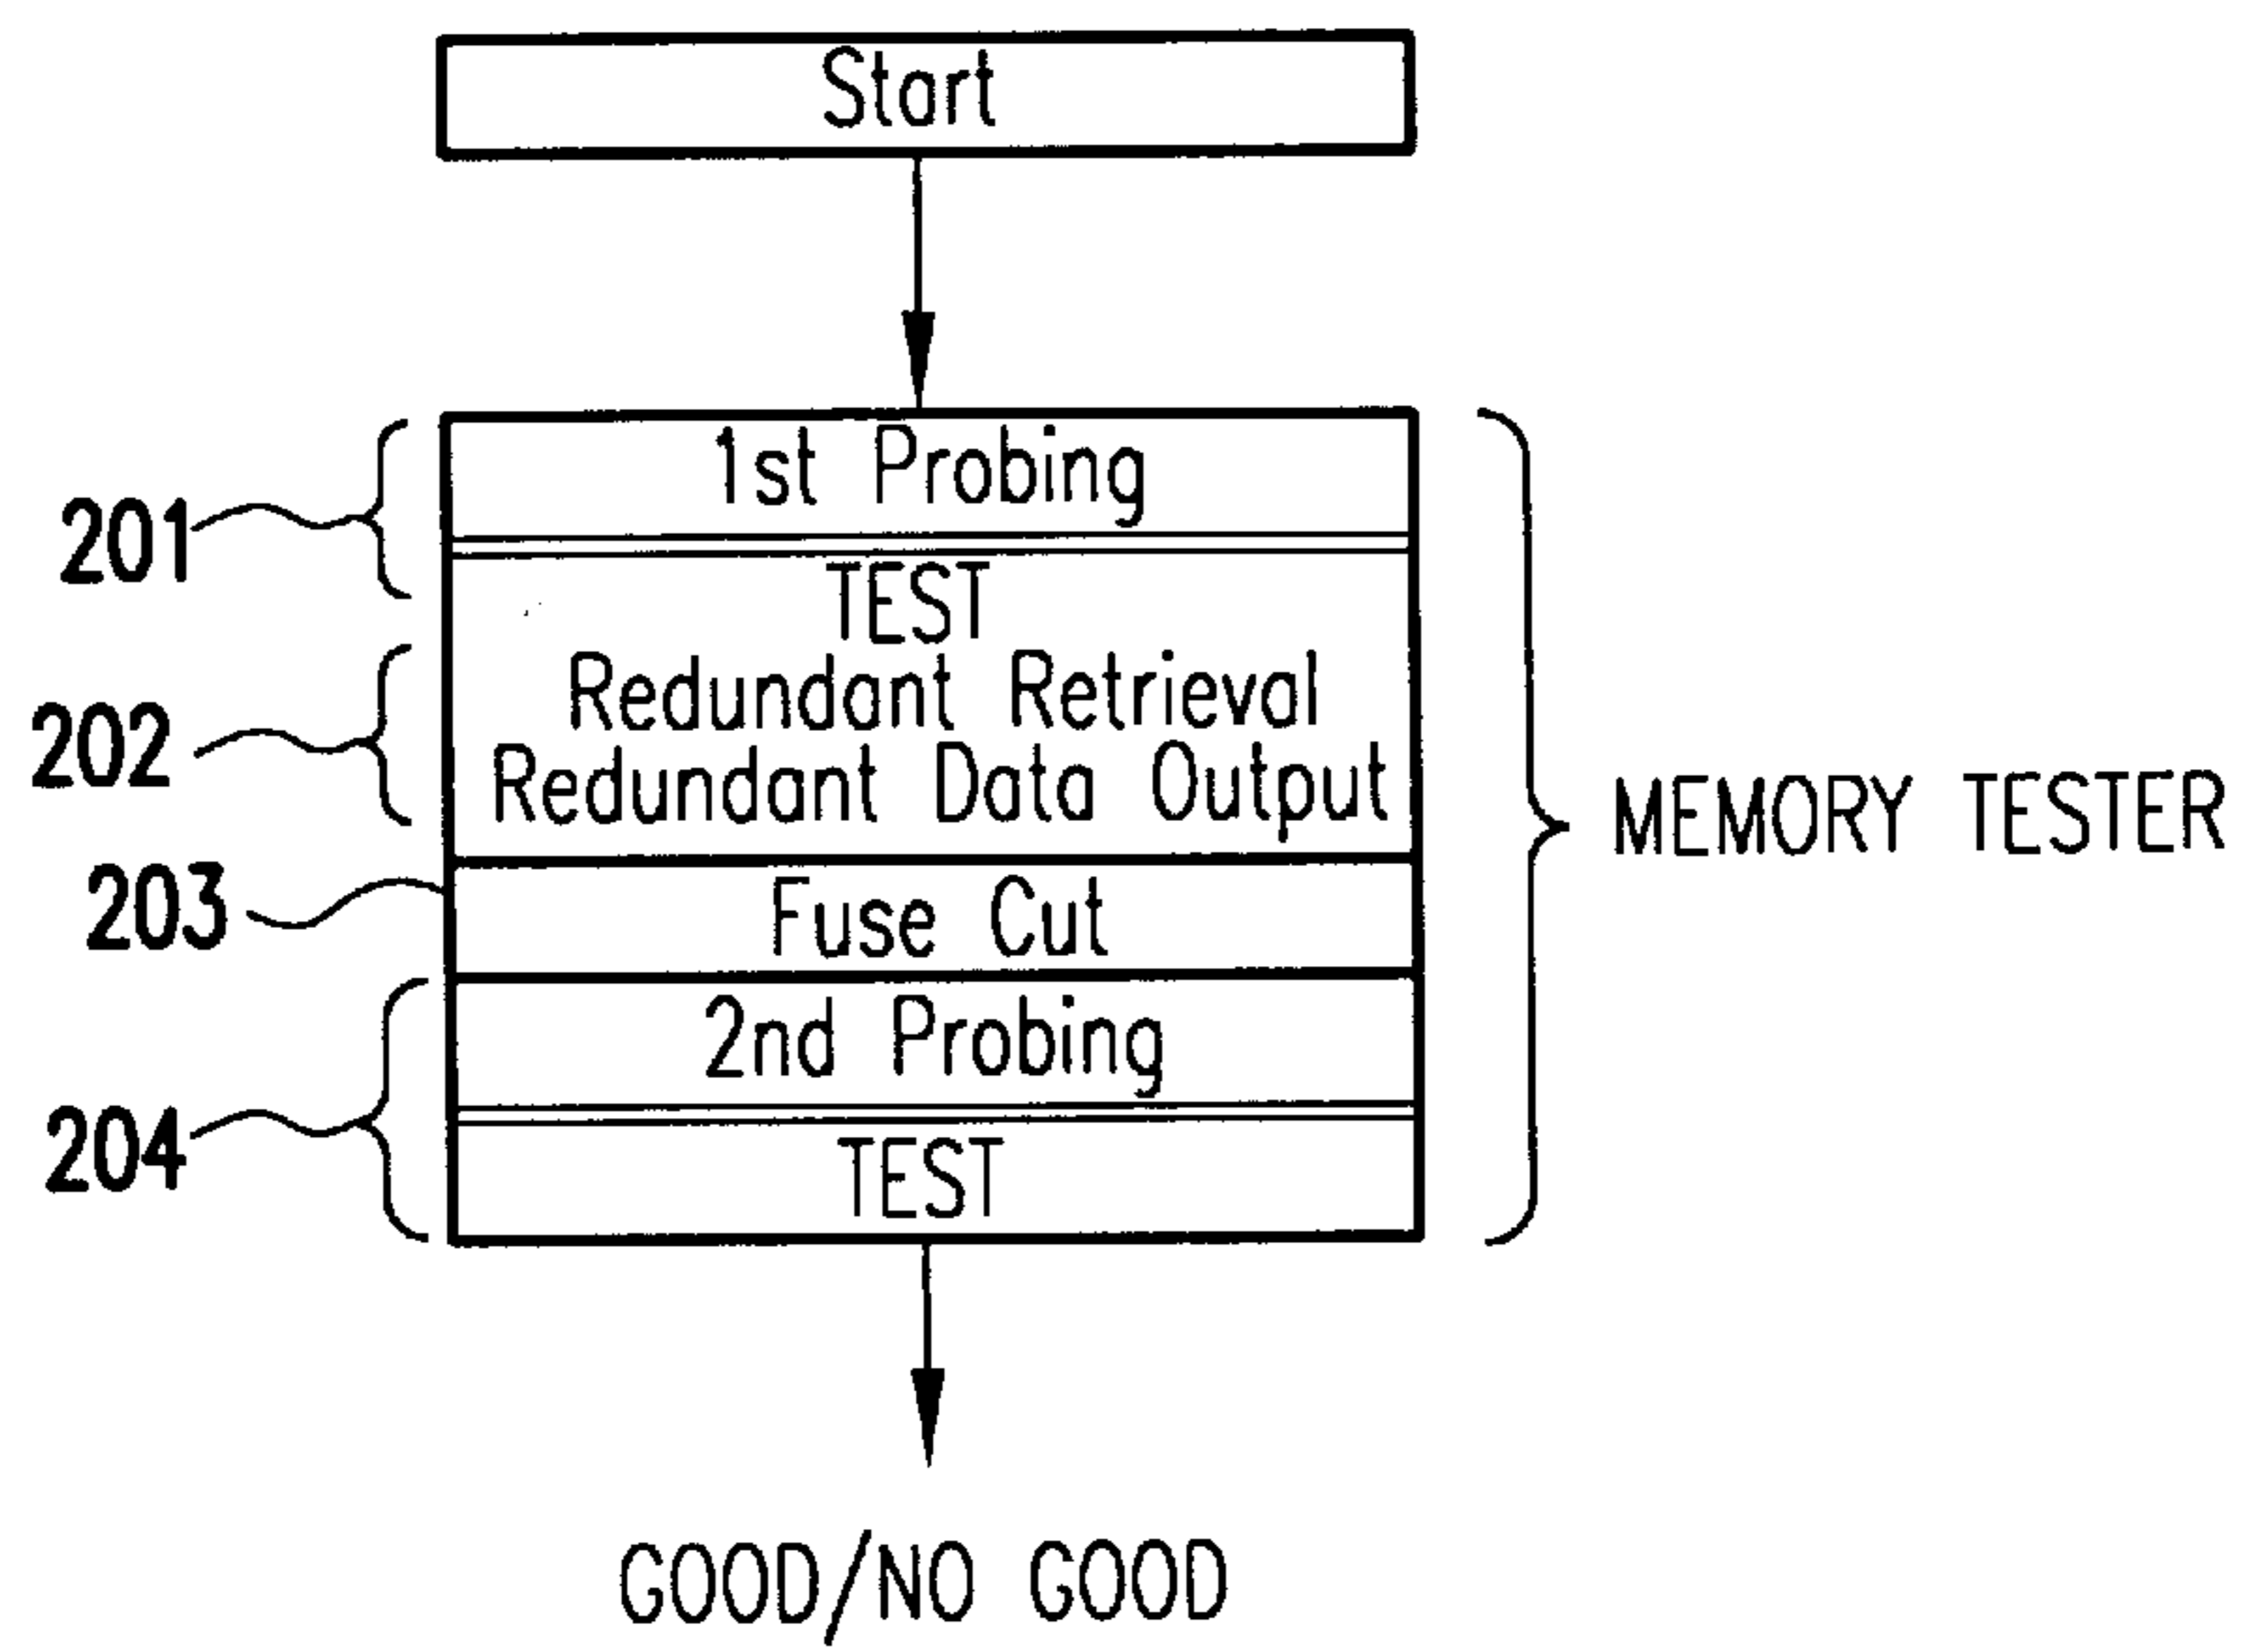 Start
1st Probing
201
TEST
Redundant Retrieval
202
Redundant Data Output
MEMORY TESTER
203
Fuse Cut
2nd Probing
204
TEST
GOOD/NO GOOD